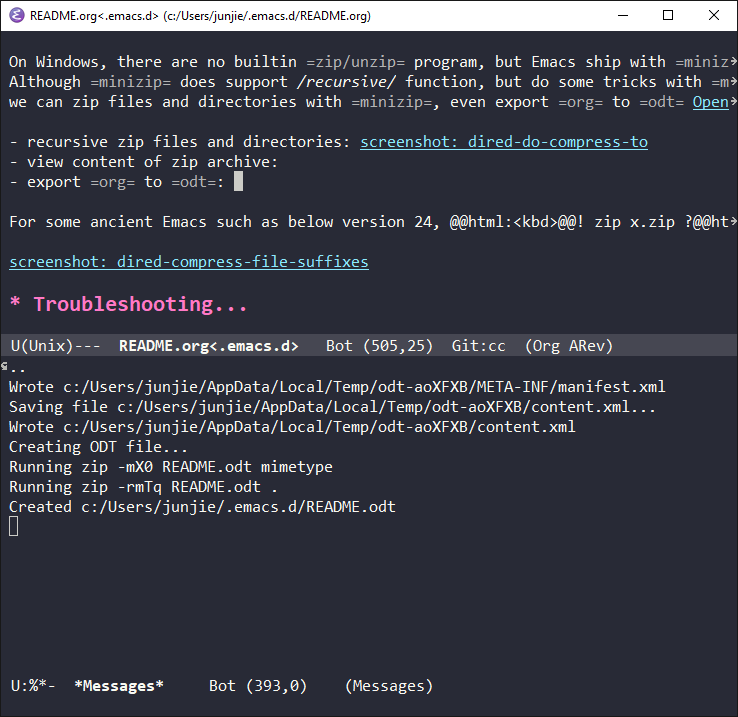 README.org<.emacs.d> (c:/Users/junjie/.emacs.d/README.org)
On Windows, there are no builtin =zip/unzip= program, but Emacs ship with =miniz
Although =minizip= does support /recursive/ function, but do some tricks with =m
we can zip files and directories with =minizip=, even export =org= to =odt= Open
- recursive zip files and directories: screenshot: dired-do-compress-to
- view content of zip archive:
- export =org= to =odt=:
For some ancient Emacs such as below version 24, @@html:<kbd>@@! zip x.zip ?@@ht
screenshot: dired-compress-file-suffixes
* Troubleshooting...
U(Unix)--- README.org<.emacs.d> Bot (505,25) Git:cc (Org ARev)
..
Wrote c:/Users/junjie/AppData/Local/Temp/odt-aoXFXB/META-INF/manifest.xml
Saving file c:/Users/junjie/AppData/Local/Temp/odt-aoXFXB/content.xml...
Wrote c:/Users/junjie/AppData/Local/Temp/odt-aoXFXB/content.xml
Creating ODT file...
Running zip -mX0 README.odt mimetype
Running zip -rmTq README.odt .
Created c:/Users/junjie/.emacs.d/README.odt
U:%*- *Messages* Bot (393,0) (Messages)